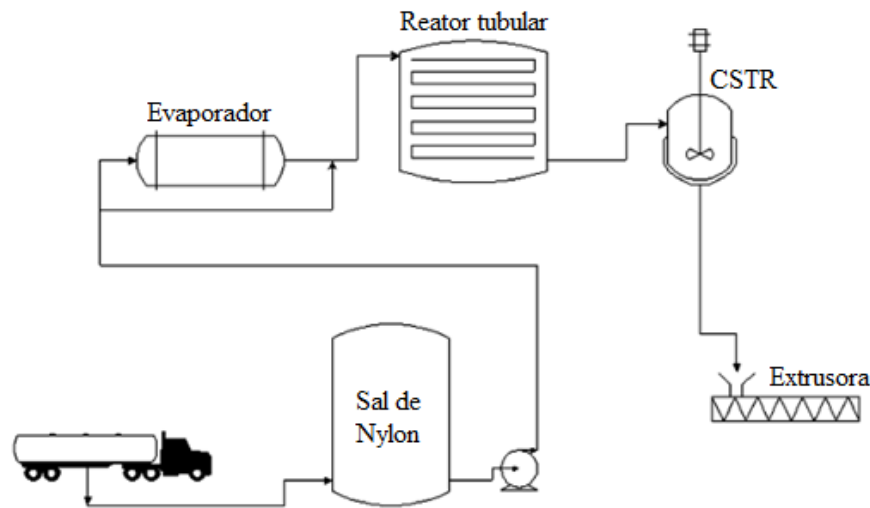 Reator tubular
CSTR
Evaporador
Sal de
Nylon
Extrusora